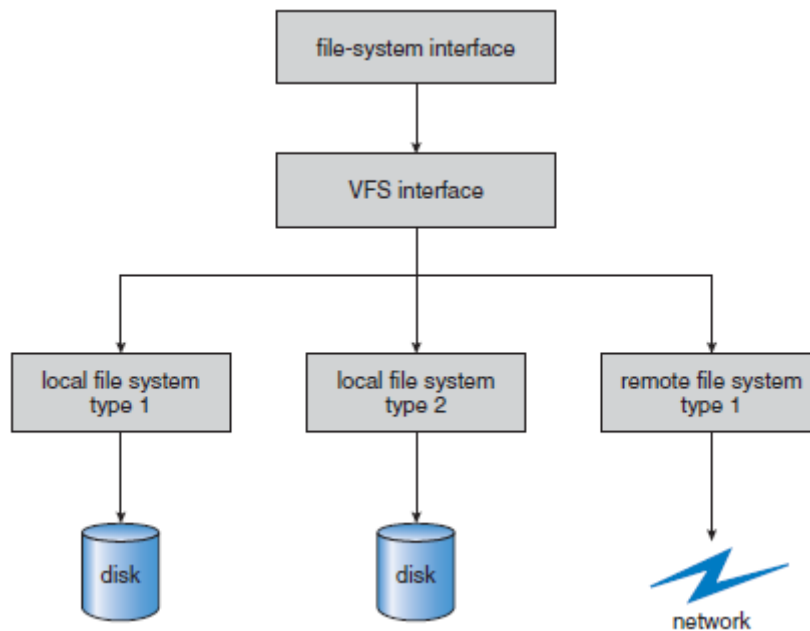 file-system interface
VFS interface
local file system
type 1
local file system
type 2
remote file system
type 1
disk
disk
network